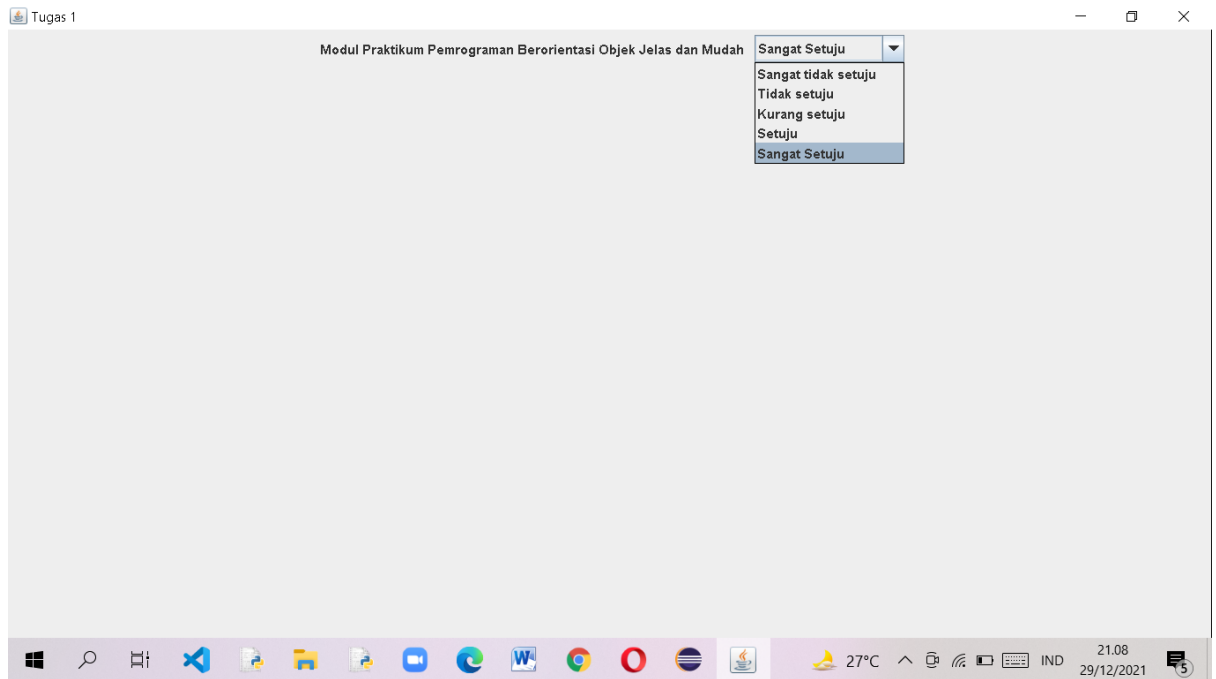 Tugas 1
Modul Praktikum Pemrograman Berorientasi Objek Jelas dan Mudah Sangat Setuju
Sangat tidak setuju
Tidak setuju
Kurang setuju
Setuju
Sangat Setuju
27°C IND 21.08
29/12/2021
5